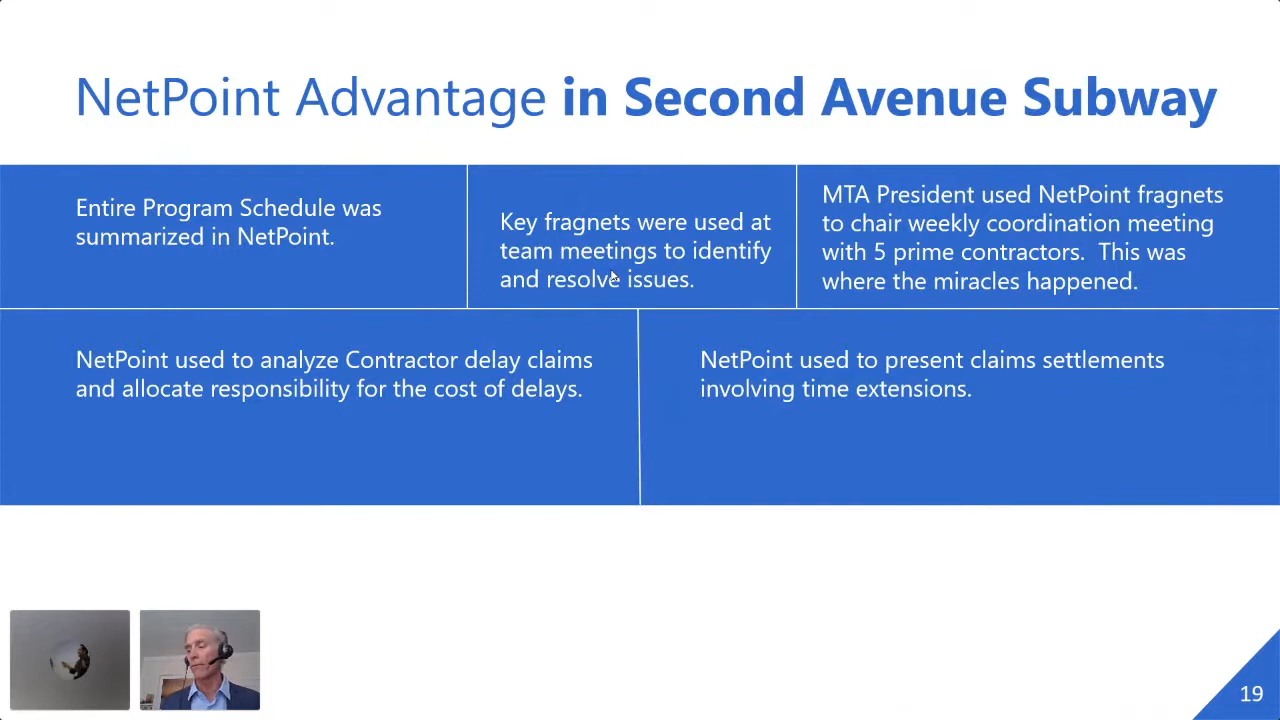 NetPoint Advantage in Second Avenue Subway
Entire Program Schedule was
summarized in NetPoint.
Key fragnets were used at
team meetings to identify
and resolve issues.
MTA President used NetPoint fragnets
to chair weekly coordination meeting
with 5 prime contractors.  This was
where the miracles happened.
NetPoint used to analyze Contractor delay claims
and allocate responsibility for the cost of delays.
NetPoint used to present claims settlements
involving time extensions.
19